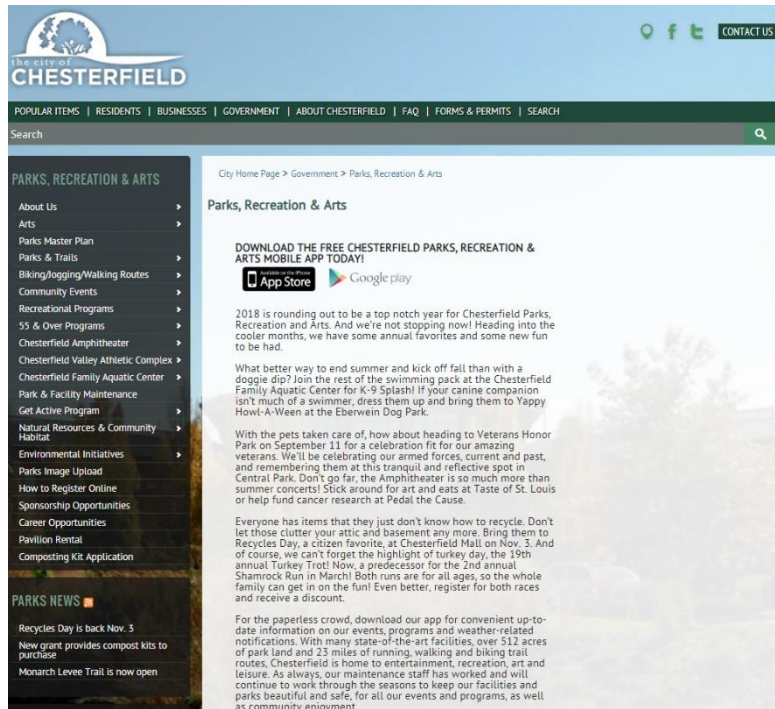 the city of
CHESTERFIELD
CONTACT US
POPULAR ITEMS | RESIDENTS | BUSINESSES | GOVERNMENT | ABOUT CHESTERFIELD | FAQ | FORMS & PERMITS | SEARCH
Search
PARKS, RECREATION & ARTS
About Us
Arts
Parks Master Plan
Parks & Trails
Biking/Jogging/Walking Routes
Community Events
Recreational Programs
55 & Over Programs
Chesterfield Amphitheater
Chesterfield Valley Athletic Complex
Chesterfield Family Aquatic Center
Park & Facility Maintenance
Get Active Program
Natural Resources & Community
Habitat
Environmental Initiatives
Parks Image Upload
How to Register Online
Sponsorship Opportunities
Career Opportunities
Pavilion Rental
Composting Kit Application
PARKS NEWS
Recycles Day is back Nov. 3
New grant provides compost kits to
purchase
Monarch Levee Trail is now open
City Home Page > Government > Parks, Recreation & Arts
Parks, Recreation & Arts
DOWNLOAD THE FREE CHESTERFIELD PARKS, RECREATION &
ARTS MOBILE APP TODAY!
Available on the iPhone
App Store
Google play
2018 is rounding out to be a top notch year for Chesterfield Parks,
Recreation and Arts. And we're not stopping now! Heading into the
cooler months, we have some annual favorites and some new fun
to be had.
What better way to end summer and kick off fall than with a
doggie dip? Join the rest of the swimming pack at the Chesterfield
Family Aquatic Center for K-9 Splash! If your canine companion
isn't much of a swimmer, dress them up and bring them to Yappy
Howl-A-Ween at the Eberwein Dog Park.
With the pets taken care of, how about heading to Veterans Honor
Park on September 11 for a celebration fit for our amazing
veterans. We'll be celebrating our armed forces, current and past,
and remembering them at this tranquil and reflective spot in
Central Park. Don't go far, the Amphitheater is so much more than
summer concerts! Stick around for art and eats at Taste of St. Louis
or help fund cancer research at Pedal the Cause.
Everyone has items that they just don't know how to recycle. Don't
let those clutter your attic and basement any more. Bring them to
Recycles Day, a citizen favorite, at Chesterfield Mall on Nov. 3. And
of course, we can't forget the highlight of turkey day, the 19th
annual Turkey Trot! Now, a predecessor for the 2nd annual
Shamrock Run in March! Both runs are for all ages, so the whole
family can get in on the fun! Even better, register for both races
and receive a discount.
For the paperless crowd, download our app for convenient up-to-
date information on our events, programs and weather-related
notifications. With many state-of-the-art facilities, over 512 acres
of park land and 23 miles of running, walking and biking trail
routes, Chesterfield is home to entertainment, recreation, art and
leisure. As always, our maintenance staff has worked and will
continue to work through the seasons to keep our facilities and
parks beautiful and safe, for all our events and programs, as well
as community enjoyment.